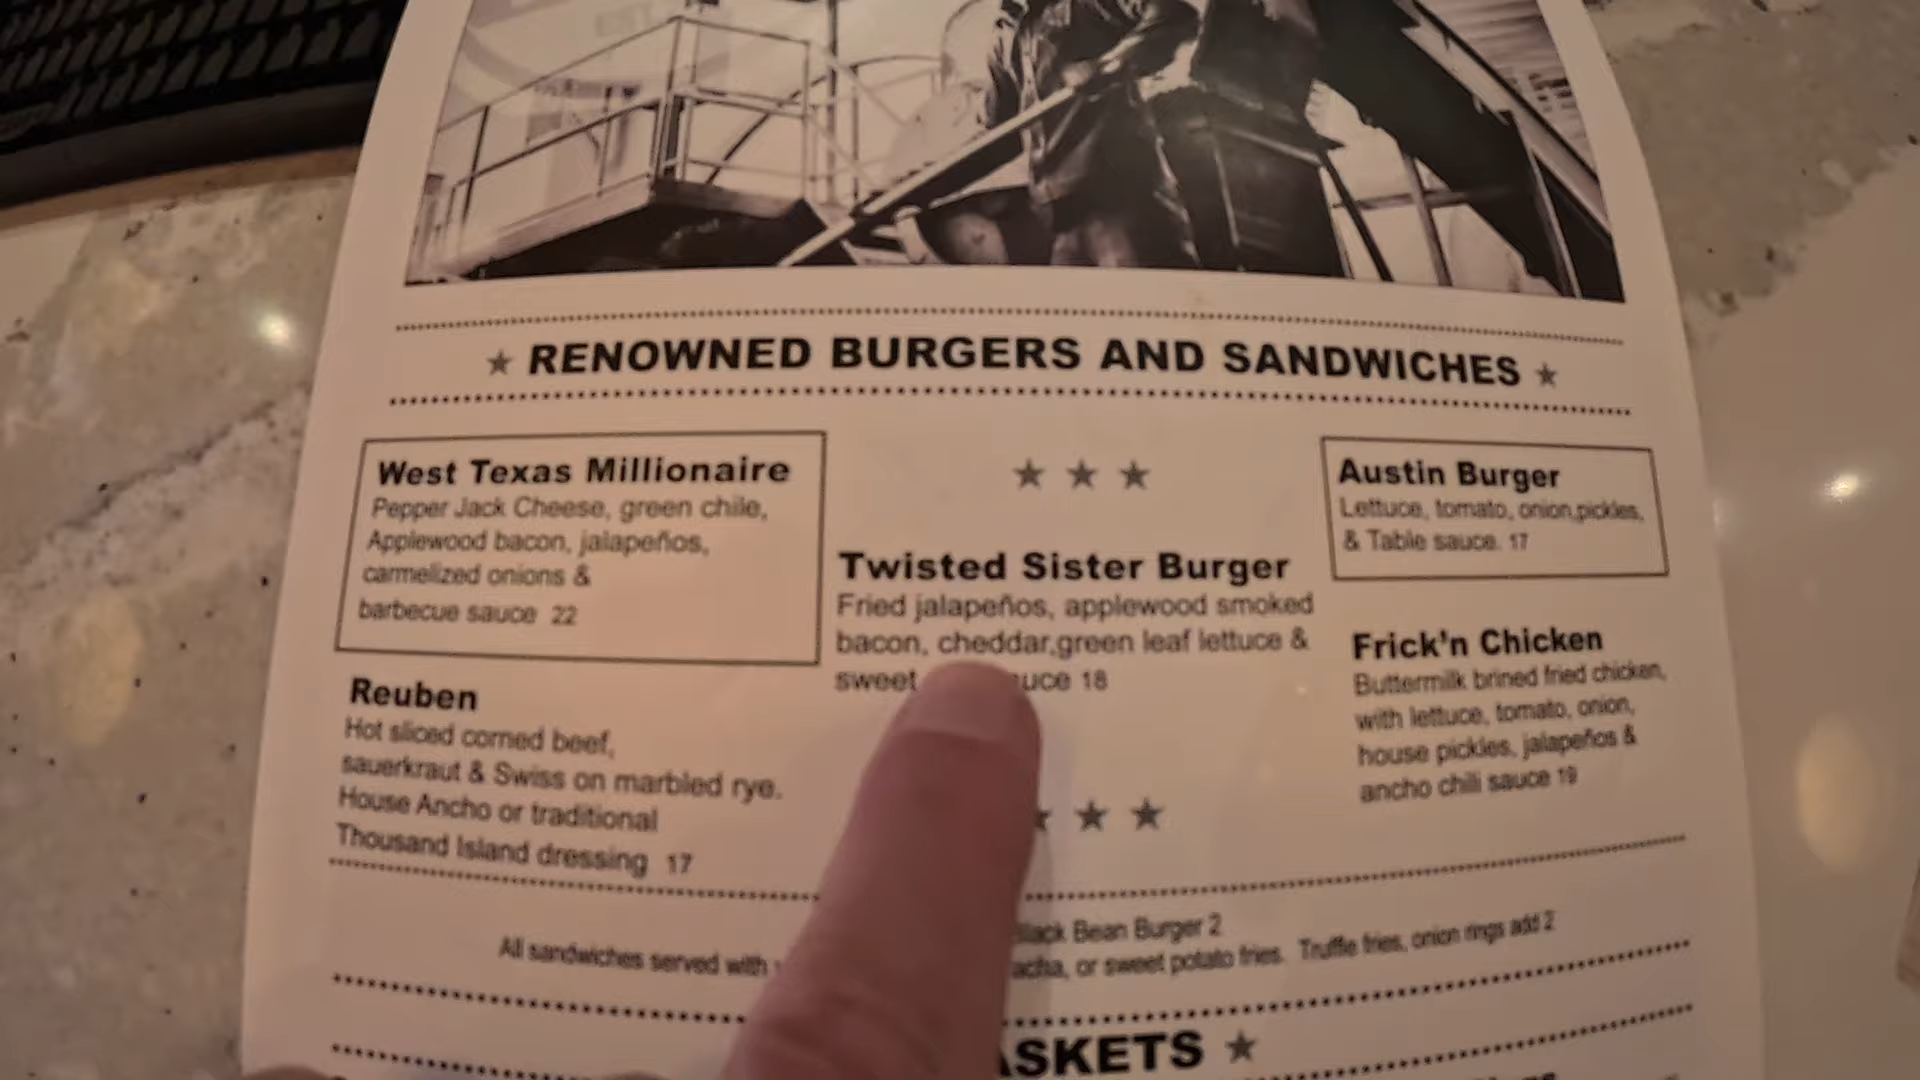 RENOWNED BURGERS AND SANDWICHES
West Texas Millionaire
Pepper Jack Cheese, green chile,
Applewood bacon, jalapeños,
carmelized onions &
barbecue sauce 22
Reuben
Hot sliced corned beef,
sauerkraut & Swiss on marbled rye.
House Ancho or traditional
Thousand Island dressing 17
Twisted Sister Burger
Fried jalapeños, applewood smoked
bacon, cheddar,green leaf lettuce &
sweet 18
Austin Burger
Lettuce, tomato, onion,pickles,
& Table sauce. 17
Frick'n Chicken
Buttermilk brined fried chicken,
with lettuce, tomato, onion,
house pickles, jalapeños &
ancho chili sauce 19
Black Bean Burger 2
All sandwiches served with or sweet potato fries. Truffle fries, onion rings add 2